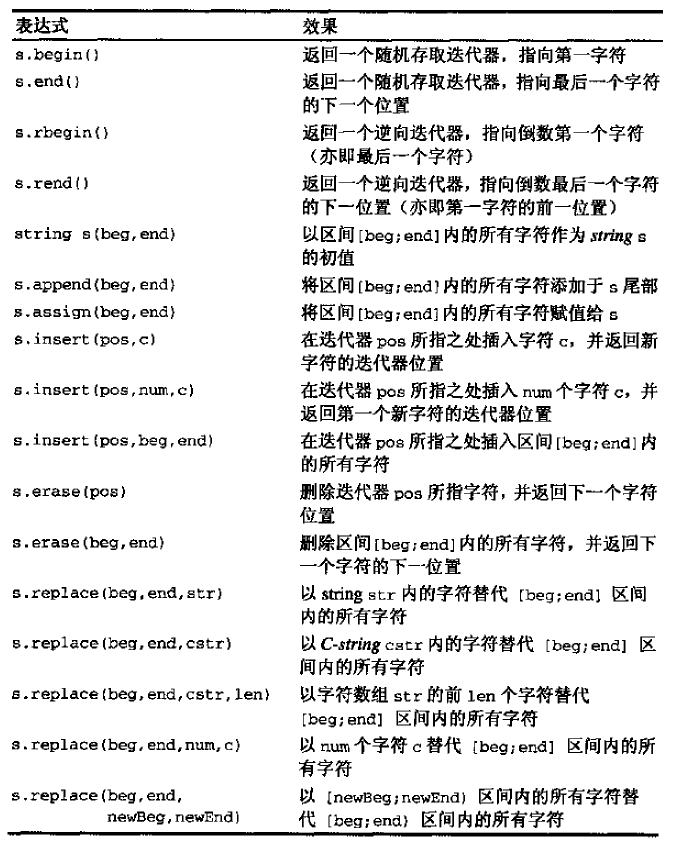 表达式 效果
s.begin() 返回一个随机存取迭代器，指向第一字符
s.end() 返回一个随机存取迭代器，指向最后一个字符
的下一个位置
s.rbegin() 返回一个逆向迭代器，指向倒数第一个字符
（亦即最后一个字符）
s.rend() 返回一个逆向迭代器，指向倒数最后一个字符
的下一位置（亦即第一字符的前一位置）
string s(beg,end) 以区间[beg;end]内的所有字符作为 string s
的初值
s.append(beg,end) 将区间[beg;end]内的所有字符添加于 s 尾部
s.assign(beg,end) 将区间[beg;end]内的所有字符赋值给 s
s.insert(pos,c) 在迭代器 pos 所指之处插入字符 c，并返回新
字符的迭代器位置
s.insert(pos,num,c) 在迭代器 pos 所指之处插入 num 个字符 c，并
返回第一个新字符的迭代器位置
s.insert(pos,beg,end) 在迭代器 pos 所指之处插入区间[beg;end]内
的所有字符
s.erase(pos) 删除迭代器 pos 所指字符，并返回下一个字符
位置
s.erase(beg,end) 删除区间[beg;end]内的所有字符，并返回下
一个字符的下一位置
s.replace(beg,end,str) 以 string str 内的字符替代 [beg;end] 区间
内的所有字符
s.replace(beg,end,cstr) 以 C-string cstr 内的字符替代 [beg;end] 区
间内的所有字符
s.replace(beg,end,cstr,len) 以字符数组 str 的前 len 个字符替代
[beg;end] 区间内的所有字符
s.replace(beg,end,num,c) 以 num 个字符 c 替代 [beg;end] 区间内的所
有字符
s.replace(beg,end, 以 [newBeg;newEnd) 区间内的所有字符替
newBeg,newEnd) 代 [beg;end) 区间内的所有字符